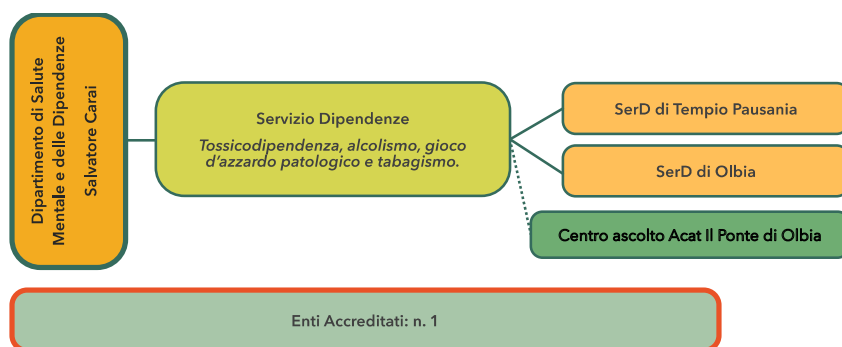 Dipartimento di Salute
Mentale e delle Dipendenze
Salvatore Carai
Servizio Dipendenze
Tossicodipendenza, alcolismo, gioco
d'azzardo patologico e tabagismo.
SerD di Tempio Pausania
SerD di Olbia
Centro ascolto Acat Il Ponte di Olbia
Enti Accreditati: n. 1